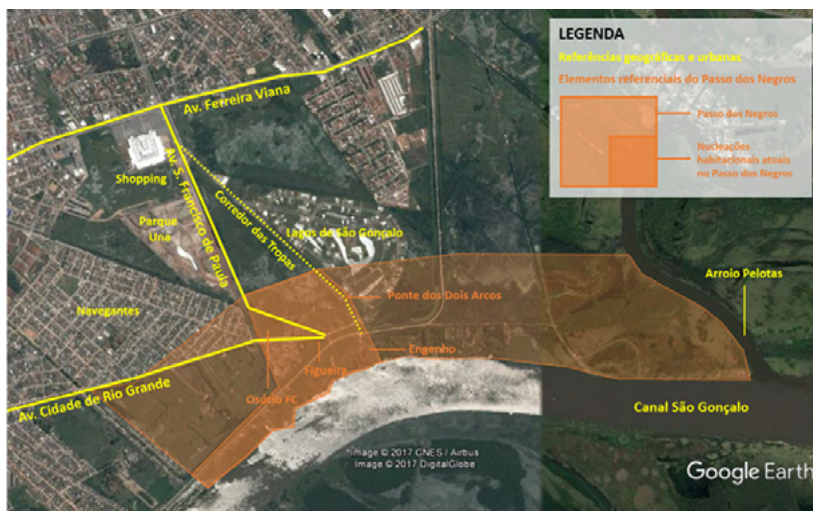 LEGENDA
Referências geográficas e urbanas
Elementos referenciais do Passo dos Negros
Passo dos Negros
Nucleações
habitacionais atuais
no Passo dos Negros
Av. Ferreira Viana
Shopping
Av. S. Francisco de Paula
Parque
Una
Corredor das Tropas
Lagos de São Gonçalo
Arroio Pelotas
Navegantes
Ponte dos Dois Arcos
Engenho
Figueira
Osório FC
Av. Cidade de Rio Grande
Canal São Gonçalo
Image © 2017 CNES / Airbus
Image © 2017 DigitalGlobe
Google Earth